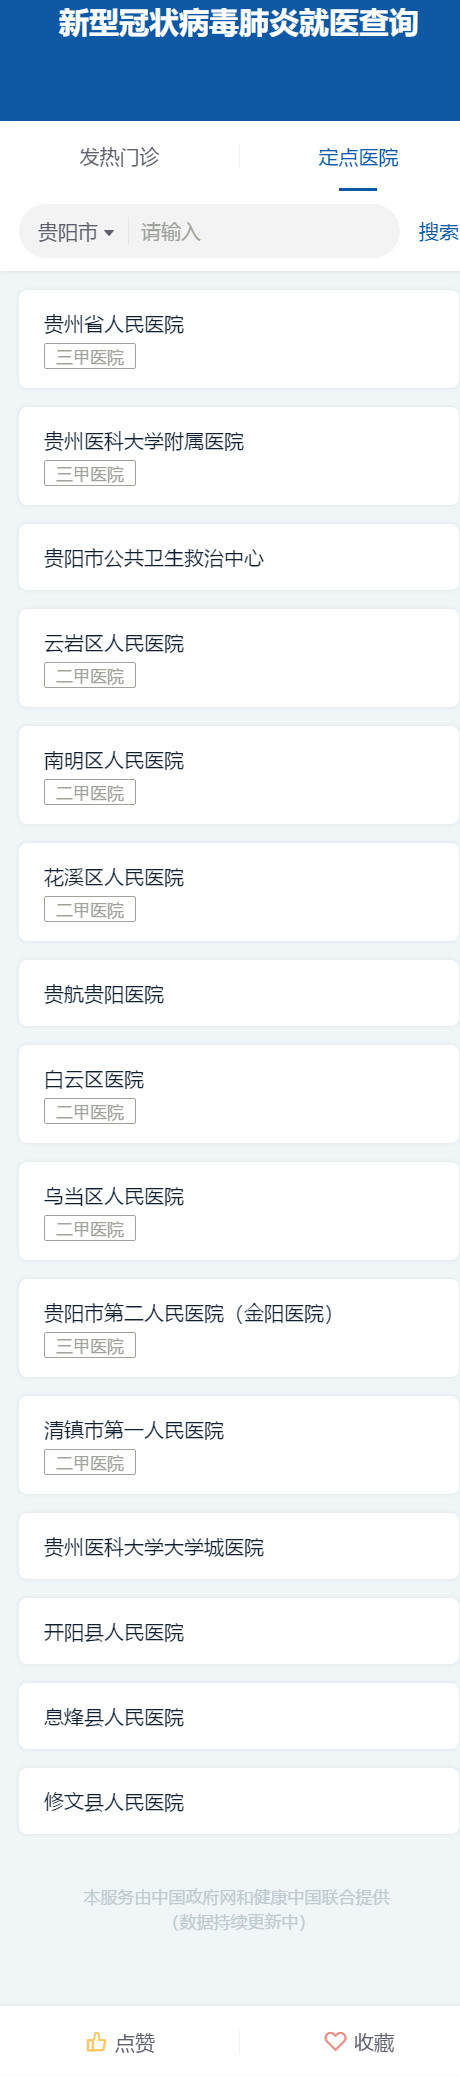 新型冠状病毒肺炎就医查询
发热门诊
定点医院
贵阳市 请输入 搜索
贵州省人民医院
三甲医院
贵州医科大学附属医院
三甲医院
贵阳市公共卫生救治中心
云岩区人民医院
二甲医院
南明区人民医院
二甲医院
花溪区人民医院
二甲医院
贵航贵阳医院
白云区医院
二甲医院
乌当区人民医院
二甲医院
贵阳市第二人民医院（金阳医院）
三甲医院
清镇市第一人民医院
二甲医院
贵州医科大学大学城医院
开阳县人民医院
息烽县人民医院
修文县人民医院
本服务由中国政府网和健康中国联合提供
（数据持续更新中）
点赞
收藏